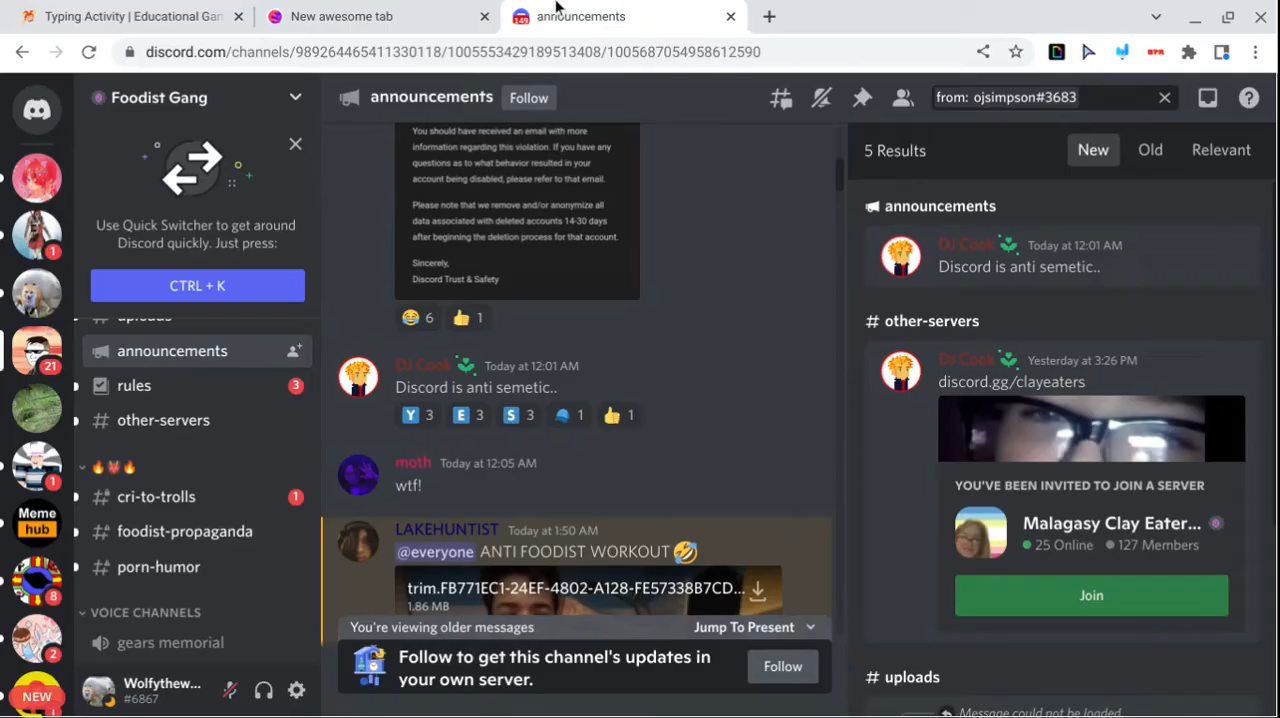 Typing Activity | Educational Gan
New awesome tab
announcements
discord.com/channels/989264465411330118/1005553429189513408/1005687054958612590
Foodist Gang
announcements
Follow
from: ojsimpson#3683
Use Quick Switcher to get around
Discord quickly. Just press:
CTRL + K
uploads
announcements
rules
3
other-servers
cri-to-trolls
1
foodist-propaganda
porn-humor
VOICE CHANNELS
gears memorial
Wolfythew...
#6867
149
1
21
1
Meme
hub
8
2
NEW
You should have received an email with more
information regarding this violation. If you have any
questions as to what behavior resulted in your
account being disabled, please refer to that email.
Please note that we remove and/or anonymize all
data associated with deleted accounts 14-30 days
after beginning the deletion process for that account.
Sincerely,
Discord Trust & Safety
6
1
DJ Cook Today at 12:01 AM
Discord is anti semetic..
Y 3 E 3 S 3 1 1
moth Today at 12:05 AM
wtf!
LAKEHUNTIST Today at 1:50 AM
@everyone ANTI FOODIST WORKOUT
trim.FB771EC1-24EF-4802-A128-FE57338B7CD...
1.86 MB
You're viewing older messages
Jump To Present
Follow to get this channel's updates in
your own server.
Follow
5 Results
New
Old
Relevant
announcements
DJ Cook Today at 12:01 AM
Discord is anti semetic..
# other-servers
DJ Cook Yesterday at 3:26 PM
discord.gg/clayeaters
YOU'VE BEEN INVITED TO JOIN A SERVER
Malagasy Clay Eater...
25 Online 127 Members
Join
# uploads
Message could not be loaded